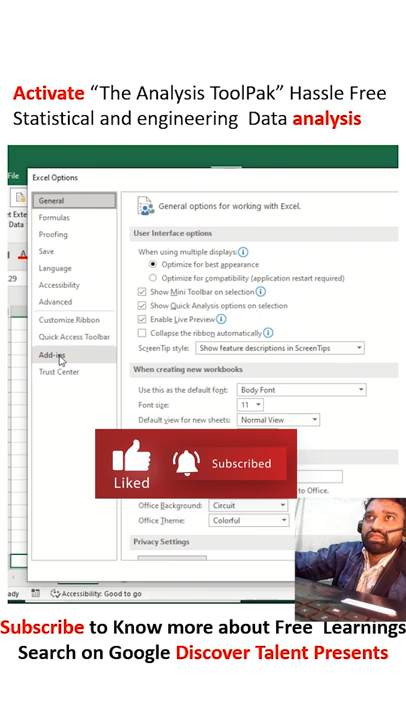 Activate “The Analysis ToolPak” Hassle Free
Statistical and engineering Data analysis
File
Excel Options
General
Formulas
Proofing
Save
Language
Accessibility
Advanced
Customize Ribbon
Quick Access Toolbar
Add-ins
Trust Center
Data
General options for working with Excel.
User Interface options
When using multiple displays:
Optimize for best appearance
Optimize for compatibility (application restart required)
Show Mini Toolbar on selection
Show Quick Analysis options on selection
Enable Live Preview
Collapse the ribbon automatically
ScreenTip style: Show feature descriptions in ScreenTips
When creating new workbooks
Use this as the default font: Body Font
Font size: 11
Default view for new sheets: Normal View
Liked
Subscribed
to Office.
Office Background: Circuit
Office Theme: Colorful
Privacy Settings
Accessibility: Good to go
Subscribe to Know more about Free Learnings
Search on Google Discover Talent Presents